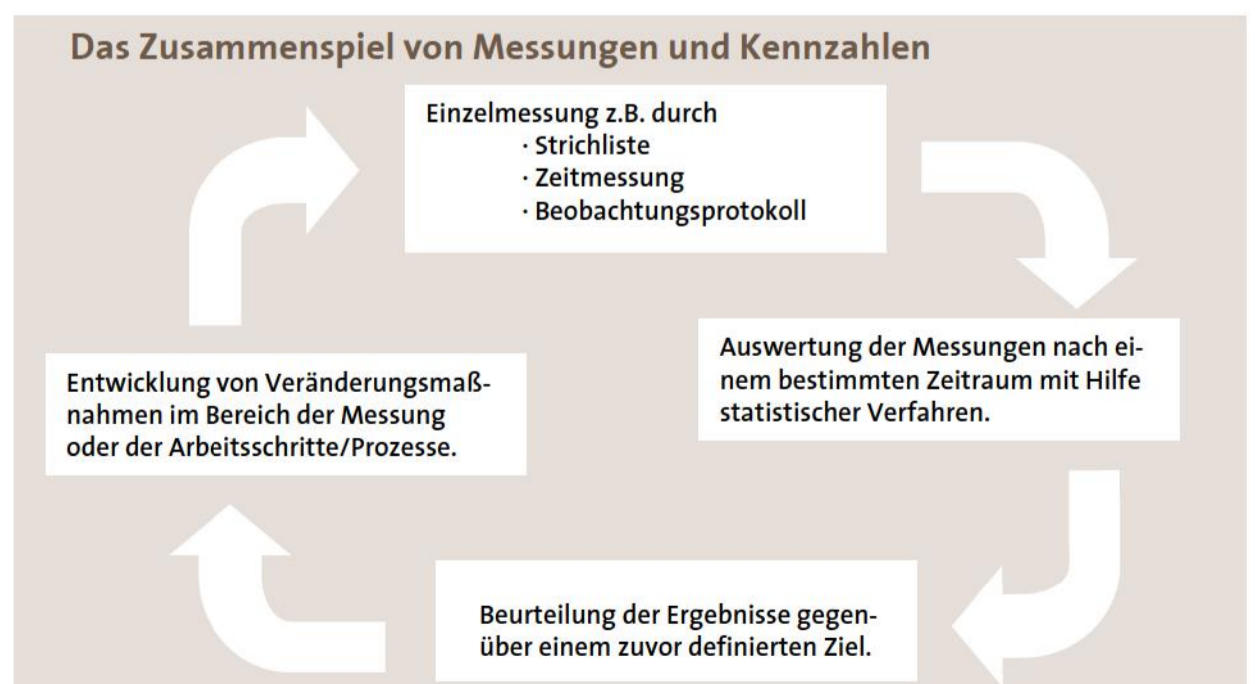 Das Zusammenspiel von Messungen und Kennzahlen
Einzelmessung z.B. durch
· Strichliste
· Zeitmessung
· Beobachtungsprotokoll
Auswertung der Messungen nach ei-
nem bestimmten Zeitraum mit Hilfe
statistischer Verfahren.
Beurteilung der Ergebnisse gegen-
über einem zuvor definierten Ziel.
Entwicklung von Veränderungsmaß-
nahmen im Bereich der Messung
oder der Arbeitsschritte/Prozesse.